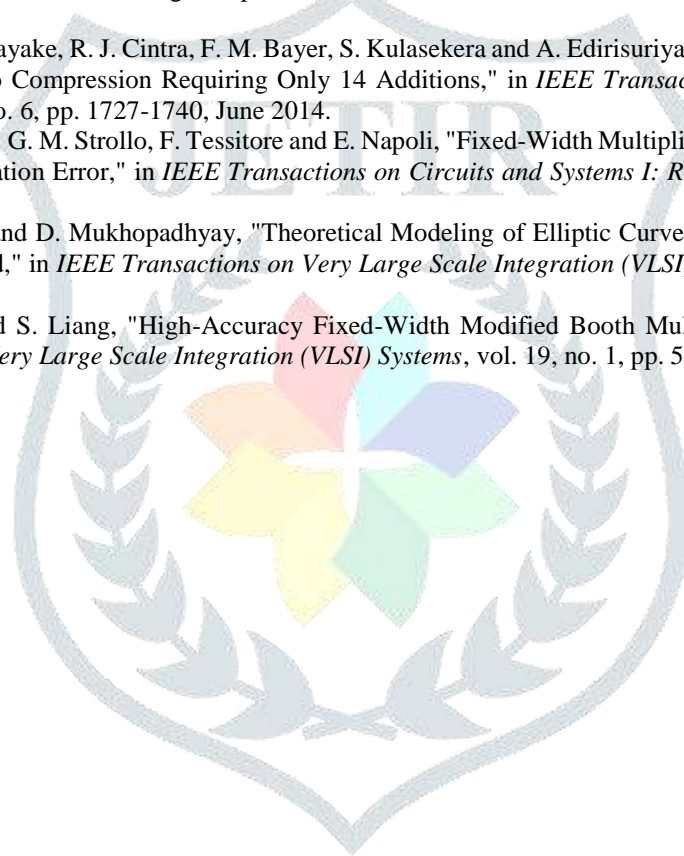 ayake, R. J. Cintra, F. M. Bayer, S. Kulasekera and A. Edirisuriya
o Compression Requiring Only 14 Additions," in IEEE Transac
o. 6, pp. 1727-1740, June 2014.
G. M. Strollo, F. Tessitore and E. Napoli, "Fixed-Width Multipli
ation Error," in IEEE Transactions on Circuits and Systems I: R
and D. Mukhopadhyay, "Theoretical Modeling of Elliptic Curve
l," in IEEE Transactions on Very Large Scale Integration (VLSI
d S. Liang, "High-Accuracy Fixed-Width Modified Booth Mul
ery Large Scale Integration (VLSI) Systems, vol. 19, no. 1, pp. 5
JETIR